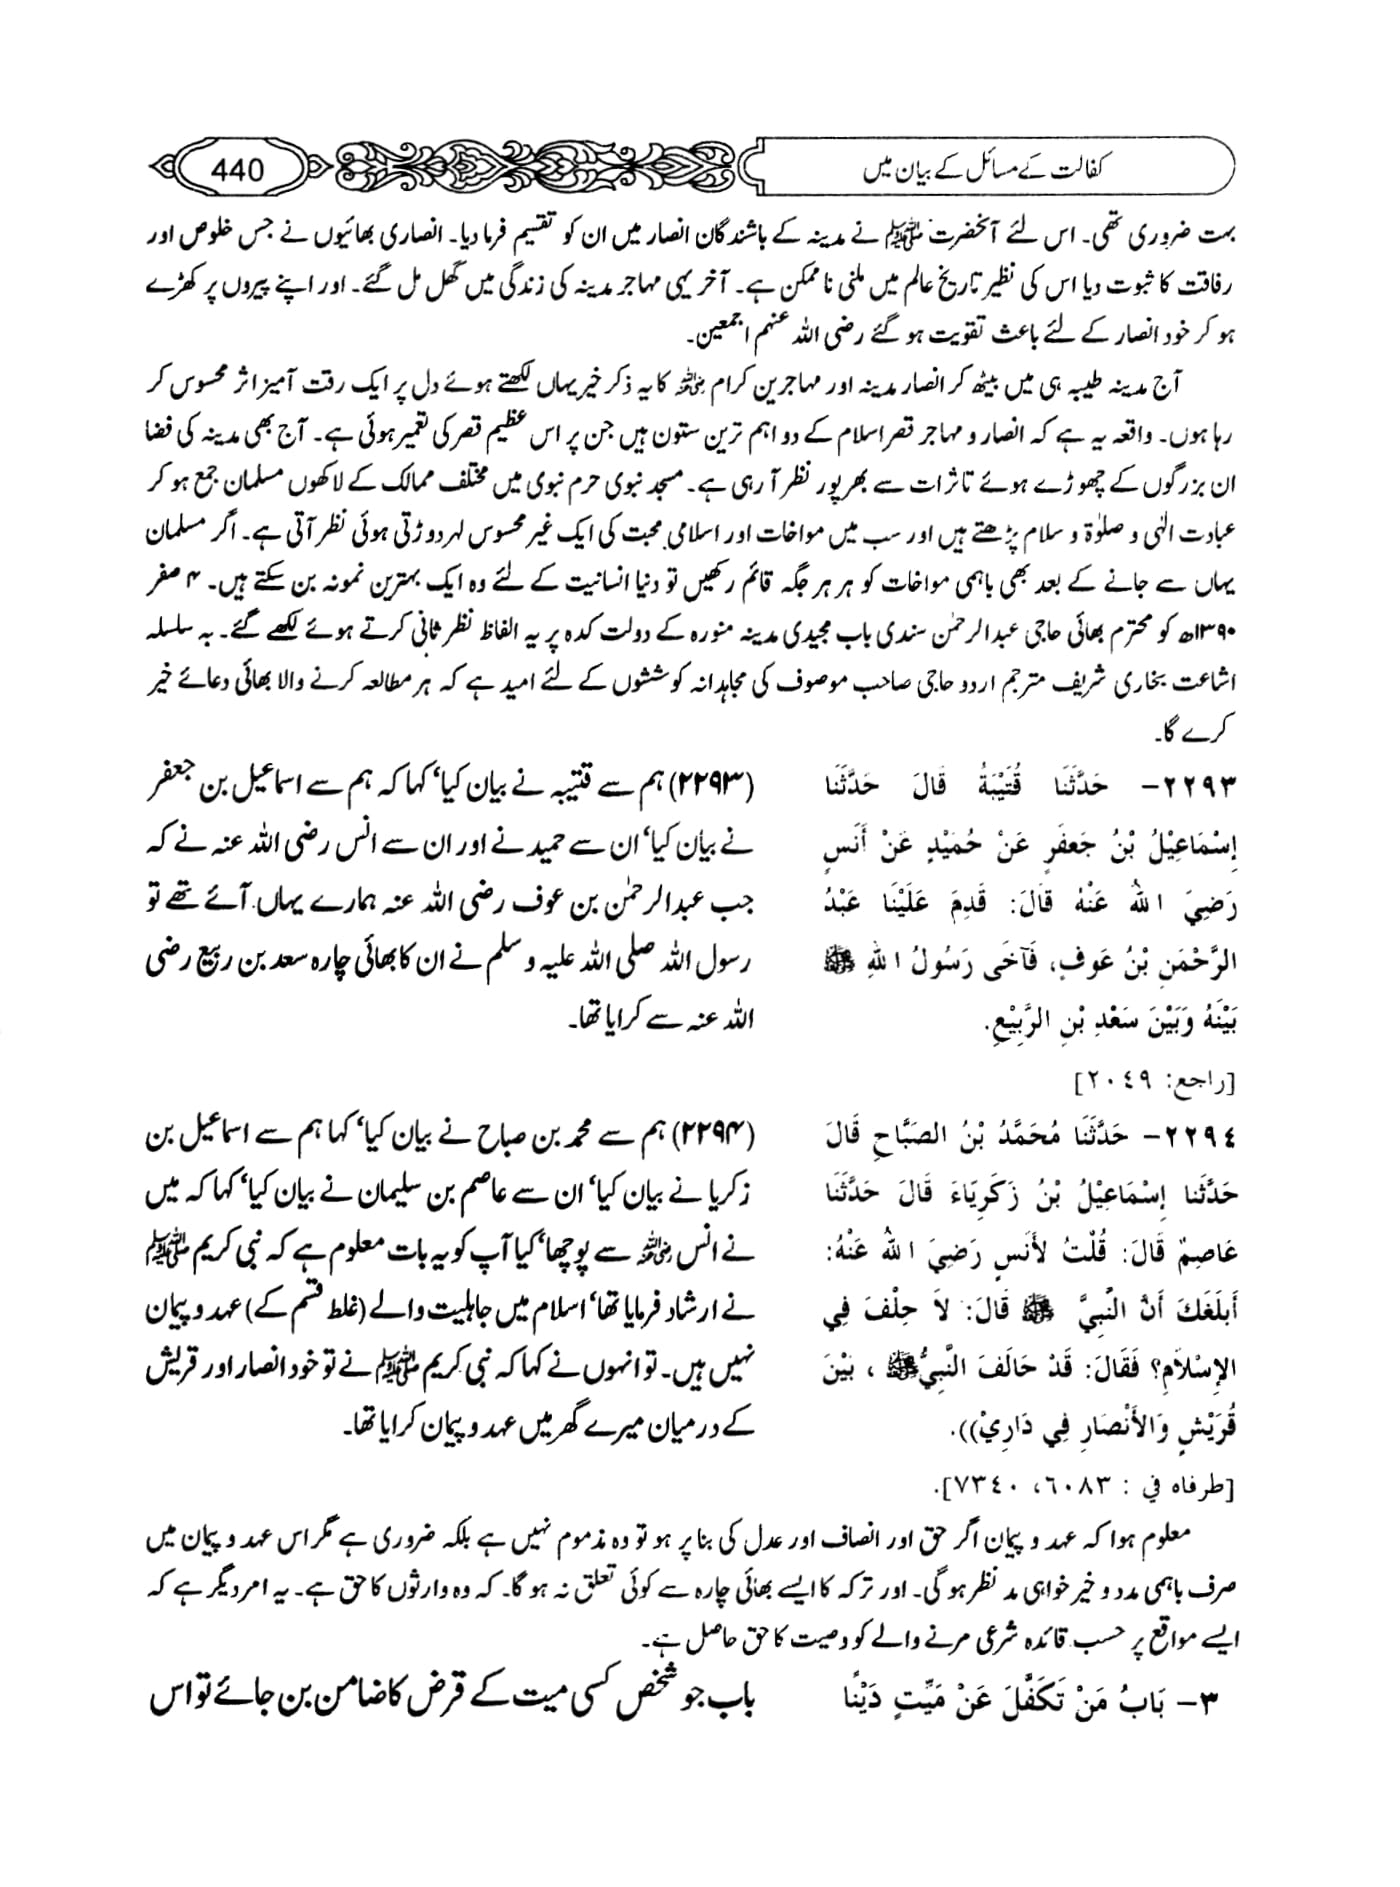 کفالت کے مسائل کے بیان میں
440
بہت ضروری تھی۔ اس لئے آنحضرت ﷺ نے مدینہ کے باشندگان انصار میں ان کو تقسیم فرما دیا۔ انصاری بھائیوں نے جس خلوص اور
رفاقت کا ثبوت دیا اس کی نظیر تاریخ عالم میں ملنی نا ممکن ہے۔ آخر یہی مہاجر مدینہ کی زندگی میں گھل مل گئے۔ اور اپنے پیروں پر کھڑے
ہو کر خود انصار کے لئے باعث تقویت ہو گئے رضی اللہ عنہم اجمعین۔
آج مدینہ طیبہ ہی میں بیٹھ کر انصار مدینہ اور مہاجرین کرام رضی اللہ عنہم کا یہ ذکر خیر یہاں لکھتے ہوئے دل پر ایک رقت آمیز اثر محسوس کر
رہا ہوں۔ واقعہ یہ ہے کہ انصار و مہاجر قصر اسلام کے دو اہم ترین ستون ہیں جن پر اس عظیم قصر کی تعمیر ہوئی ہے۔ آج بھی مدینہ کی فضا
ان بزرگوں کے چھوڑے ہوئے تاثرات سے بھرپور نظر آ رہی ہے۔ مسجد نبوی حرم نبوی میں مختلف ممالک کے لاکھوں مسلمان جمع ہو کر
عبادت الٰہی و صلوٰۃ و سلام پڑھتے ہیں اور سب میں مواخات اور اسلامی محبت کی ایک غیر محسوس لہر دوڑتی ہوئی نظر آتی ہے۔ اگر مسلمان
یہاں سے جانے کے بعد بھی باہمی مواخات کو ہر ہر جگہ قائم رکھیں تو دنیا انسانیت کے لئے وہ ایک بہترین نمونہ بن سکتے ہیں۔ ۴ صفر
۱۳۹۰ھ کو محترم بھائی حاجی عبدالرحمٰن سندی باب مجیدی مدینہ منورہ کے دولت کدہ پر یہ الفاظ نظر ثانی کرتے ہوئے لکھے گئے۔ بہ سلسلہ
اشاعت بخاری شریف مترجم اردو حاجی صاحب موصوف کی مجاہدانہ کوششوں کے لئے امید ہے کہ ہر مطالعہ کرنے والا بھائی دعائے خیر
کرے گا۔
٢٢٩٣- حَدَّثَنَا قُتَيْبَةُ قَالَ حَدَّثَنَا
إِسْمَاعِيْلُ بْنُ جَعفَرٍ عَنْ حُمَيْدٍ عَنْ أَنَسٍ
رَضِيَ اللهُ عَنْهُ قَالَ: قَدِمَ عَلَيْنَا عَبْدُ
الرَّحْمَنِ بْنُ عَوفٍ، فَآخَى رَسُولُ اللهِ ﷺ
بَيْنَهُ وَبَيْنَ سَعْدِ بْنِ الرَّبِيْعِ.
[راجع: ٢٠٤٩]
(۲۲۹۳) ہم سے قتیبہ نے بیان کیا‘ کہا کہ ہم سے اسماعیل بن جعفر
نے بیان کیا‘ ان سے حمید نے اور ان سے انس رضی اللہ عنہ نے کہ
جب عبدالرحمٰن بن عوف رضی اللہ عنہ ہمارے یہاں آئے تھے تو
رسول اللہ صلی اللہ علیہ و سلم نے ان کا بھائی چارہ سعد بن ربیع رضی
اللہ عنہ سے کرایا تھا۔
٢٢٩٤- حَدَّثَنَا مُحَمَّدُ بْنُ الصَبَّاحِ قَالَ
حَدَّثَنا إِسْمَاعِيْلُ بْنُ زَكَرِيَاءَ قَالَ حَدَّثَنَا
عَاصِمٌ قَالَ: قُلْتُ لأَنَسٍ رَضِيَ اللهُ عَنْهُ:
أَبَلَغَكَ أَنَّ النَّبِيَّ ﷺ قَالَ: لاَ حِلْفَ فِي
الإِسْلاَمِ؟ فَقَالَ: قَدْ حَالَفَ النَّبِيُّ ﷺ ، بَيْنَ
قُرَيْشٍ وَالأَنْصَارِ فِي دَارِيْ)).
[طرفاه في : ٦٠٨٣، ٧٣٤٠].
(۲۲۹۴) ہم سے محمد بن صباح نے بیان کیا‘ کہا ہم سے اسماعیل بن
زکریا نے بیان کیا‘ ان سے عاصم بن سلیمان نے بیان کیا‘ کہا کہ میں
نے انس رضی اللہ عنہ سے پوچھا‘ کیا آپ کو یہ بات معلوم ہے کہ نبی کریم ﷺ
نے ارشاد فرمایا تھا‘ اسلام میں جاہلیت والے (غلط قسم کے) عہد و پیمان
نہیں ہیں۔ تو انہوں نے کہا کہ نبی کریم ﷺ نے تو خود انصار اور قریش
کے درمیان میرے گھر میں عہد و پیمان کرایا تھا۔
معلوم ہوا کہ عہد و پیمان اگر حق اور انصاف اور عدل کی بنا پر ہو تو وہ مذموم نہیں ہے بلکہ ضروری ہے مگر اس عہد و پیمان میں
صرف باہمی مدد و خیر خواہی مد نظر ہو گی۔ اور ترکہ کا ایسے بھائی چارہ سے کوئی تعلق نہ ہو گا۔ کہ وہ وارثوں کا حق ہے۔ یہ امر دیگر ہے کہ
ایسے مواقع پر حسب قائدہ شرعی مرنے والے کو وصیت کا حق حاصل ہے۔
۳- بَابُ مَنْ تَكَفَّلَ عَنْ مَيِّتٍ دَيْنًا
باب جو شخص کسی میت کے قرض کا ضامن بن جائے تو اس